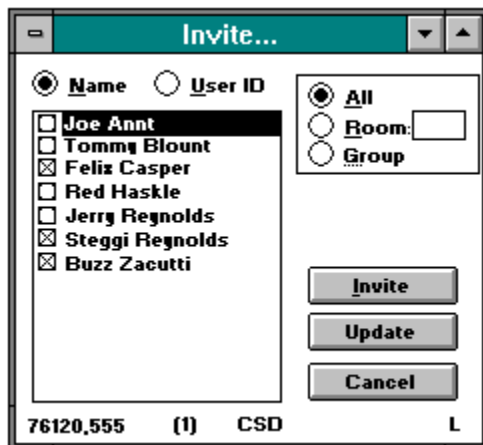 Invite...
Name User ID
All
Room:
Group
Joe Annt
Tommy Blount
Felix Casper
Red Haskle
Jerry Reynolds
Steggi Reynolds
Buzz Zacutti
Invite
Update
Cancel
76120,555 (1) CSD L